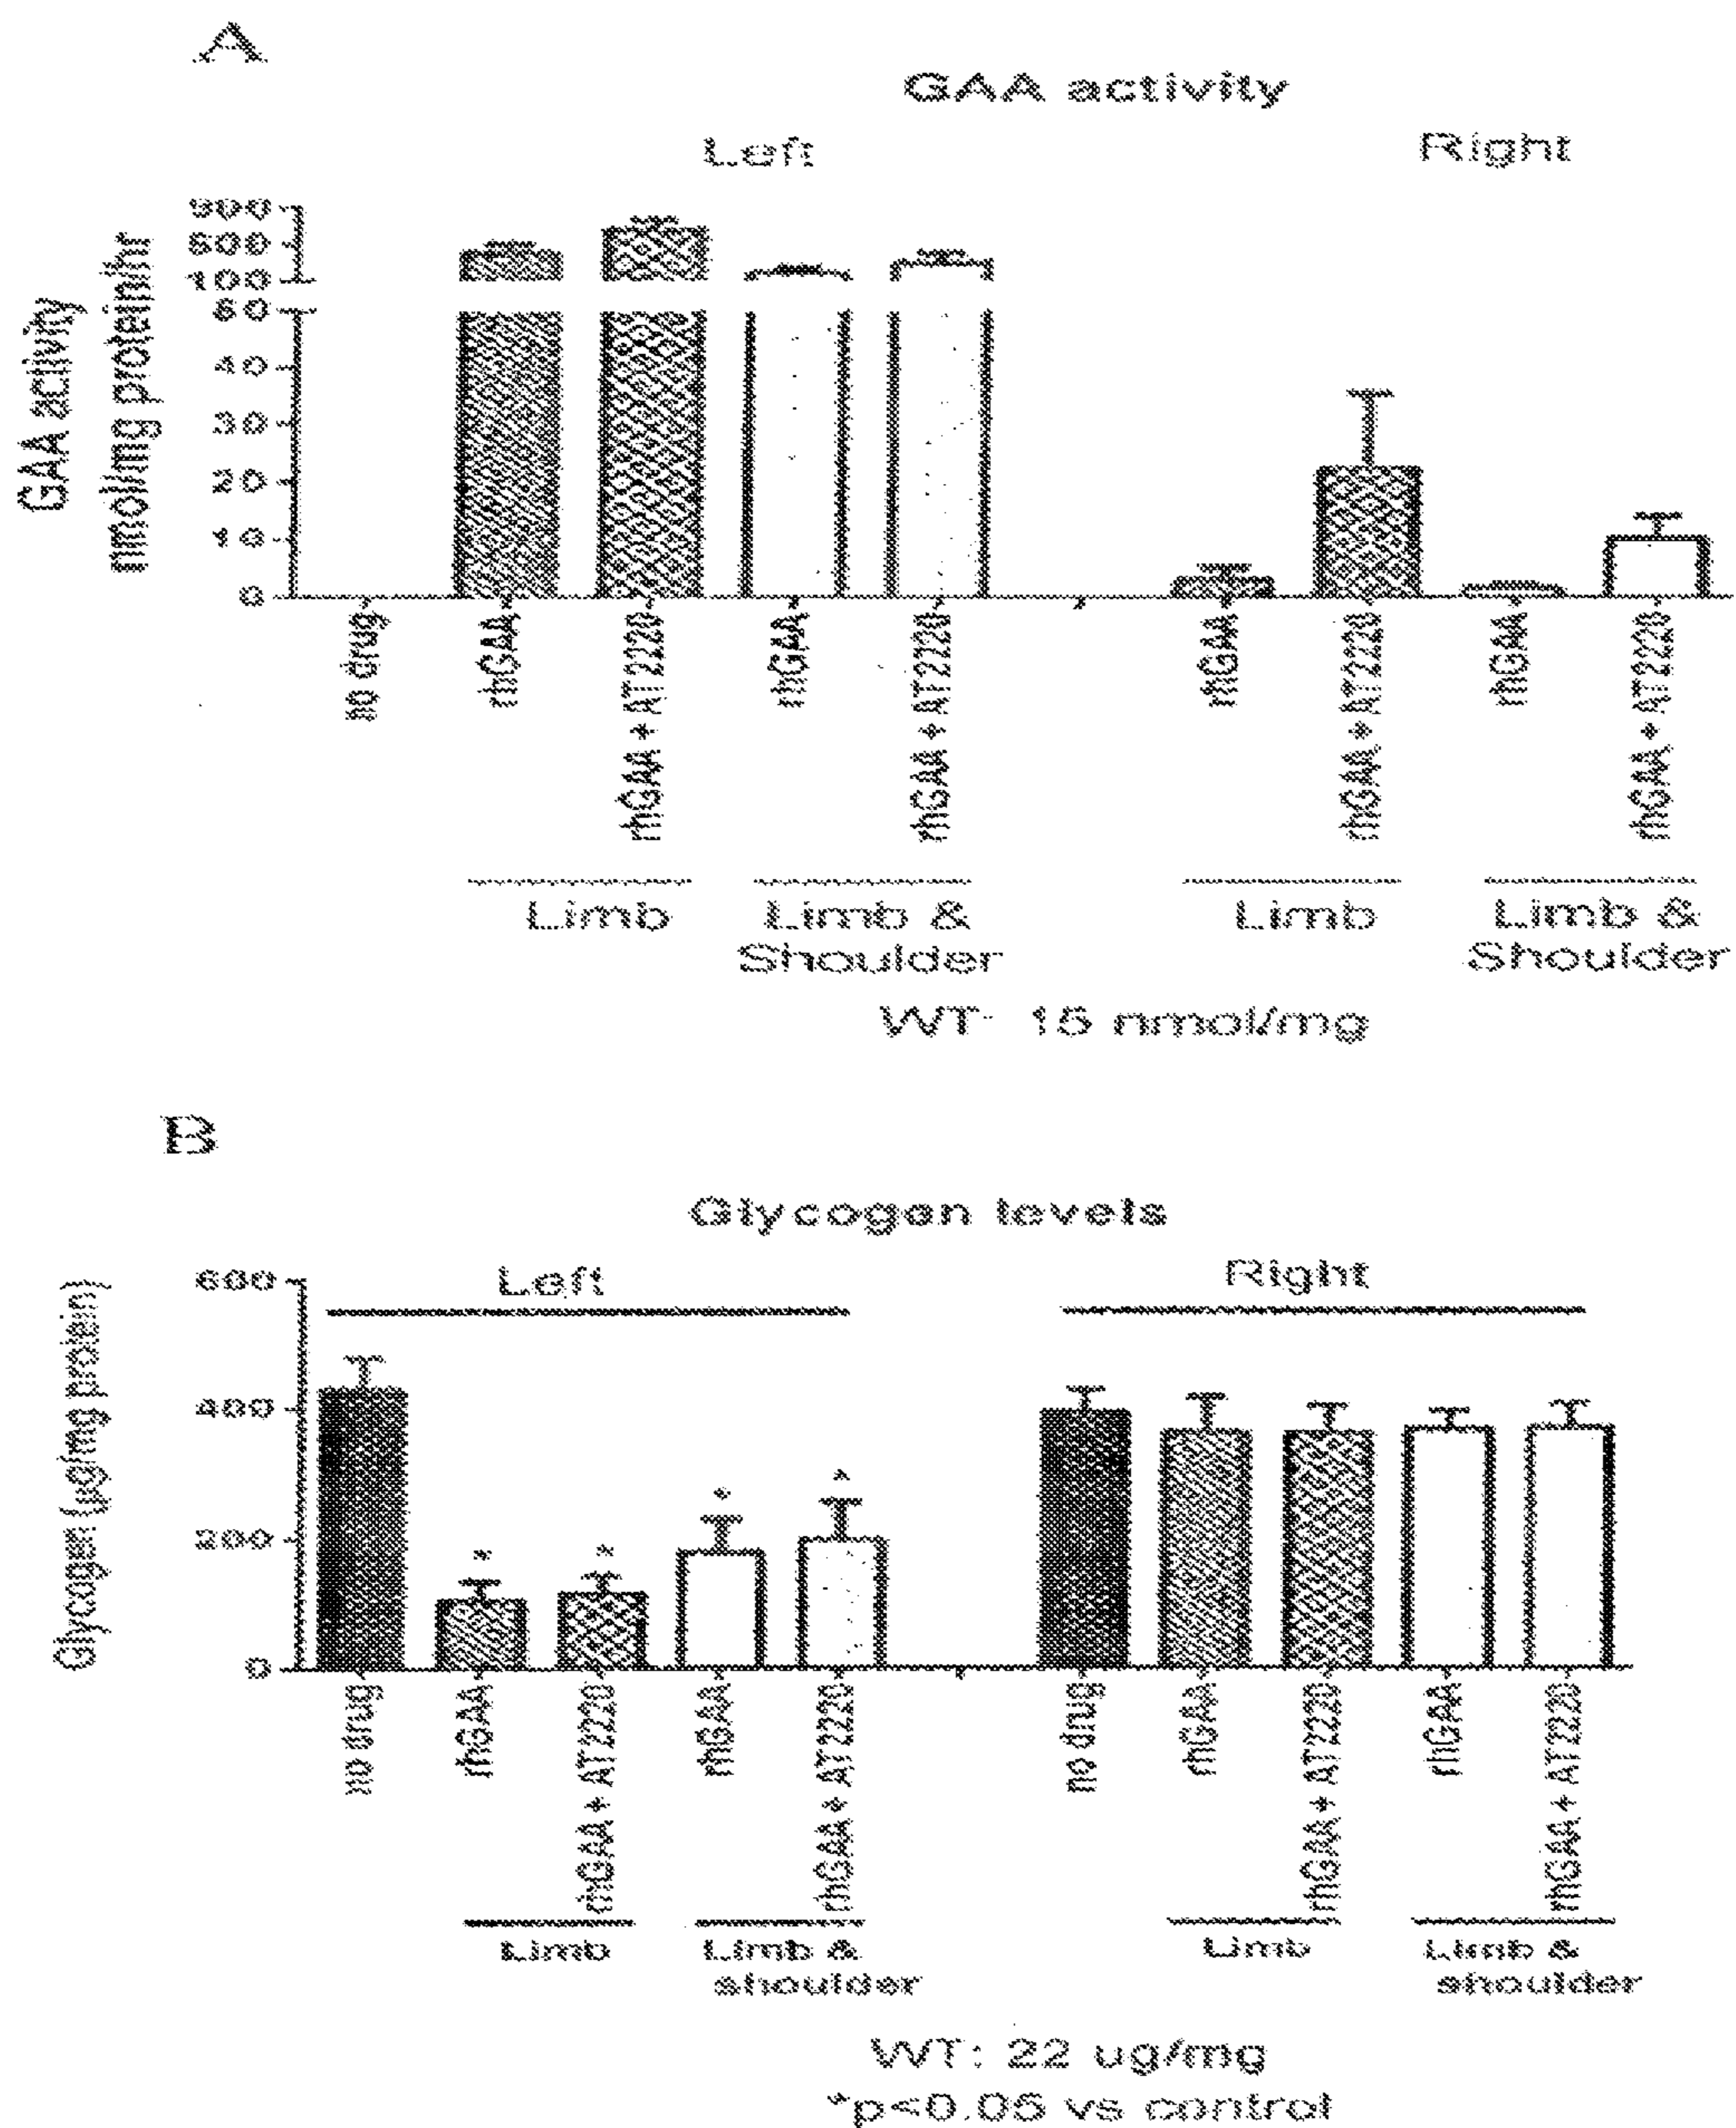 A
GAA activity
Left Right
GAA activity
nmol/mg protein/hr
900
500
100
50
40
30
20
10
0
no drug
rhGAA
rhGAA + AT2220
rhGAA
rhGAA + AT2220
rhGAA
rhGAA + AT2220
rhGAA
rhGAA + AT2220
Limb
Limb &
Shoulder
Limb
Limb &
Shoulder
WT- 15 nmol/mg
B
Glycogen levels
Left Right
Glycogen (µg/mg protein)
600
400
200
0
* * * *
no drug
rhGAA
rhGAA + AT2220
rhGAA
rhGAA + AT2220
no drug
rhGAA
rhGAA + AT2220
rhGAA
rhGAA + AT2220
Limb
Limb &
shoulder
Limb
Limb &
shoulder
WT: 22 ug/mg
*p<0.05 vs control